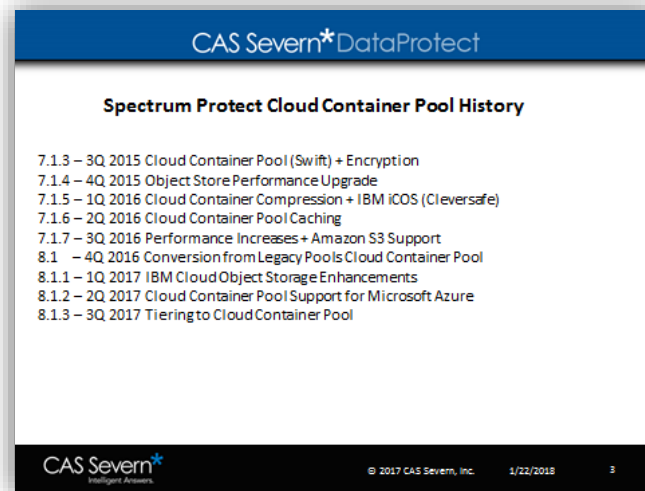 CAS Severn* DataProtect
Spectrum Protect Cloud Container Pool History
7.1.3 – 3Q 2015 Cloud Container Pool (Swift) + Encryption
7.1.4 – 4Q 2015 Object Store Performance Upgrade
7.1.5 – 1Q 2016 Cloud Container Compression + IBM iCOS (Cleversafe)
7.1.6 – 2Q 2016 Cloud Container Pool Caching
7.1.7 – 3Q 2016 Performance Increases + Amazon S3 Support
8.1 – 4Q 2016 Conversion from Legacy Pools Cloud Container Pool
8.1.1 – 1Q 2017 IBM Cloud Object Storage Enhancements
8.1.2 – 2Q 2017 Cloud Container Pool Support for Microsoft Azure
8.1.3 – 3Q 2017 Tiering to Cloud Container Pool
CAS Severn*
Intelligent Answers.
© 2017 CAS Severn, Inc. 1/22/2018 3